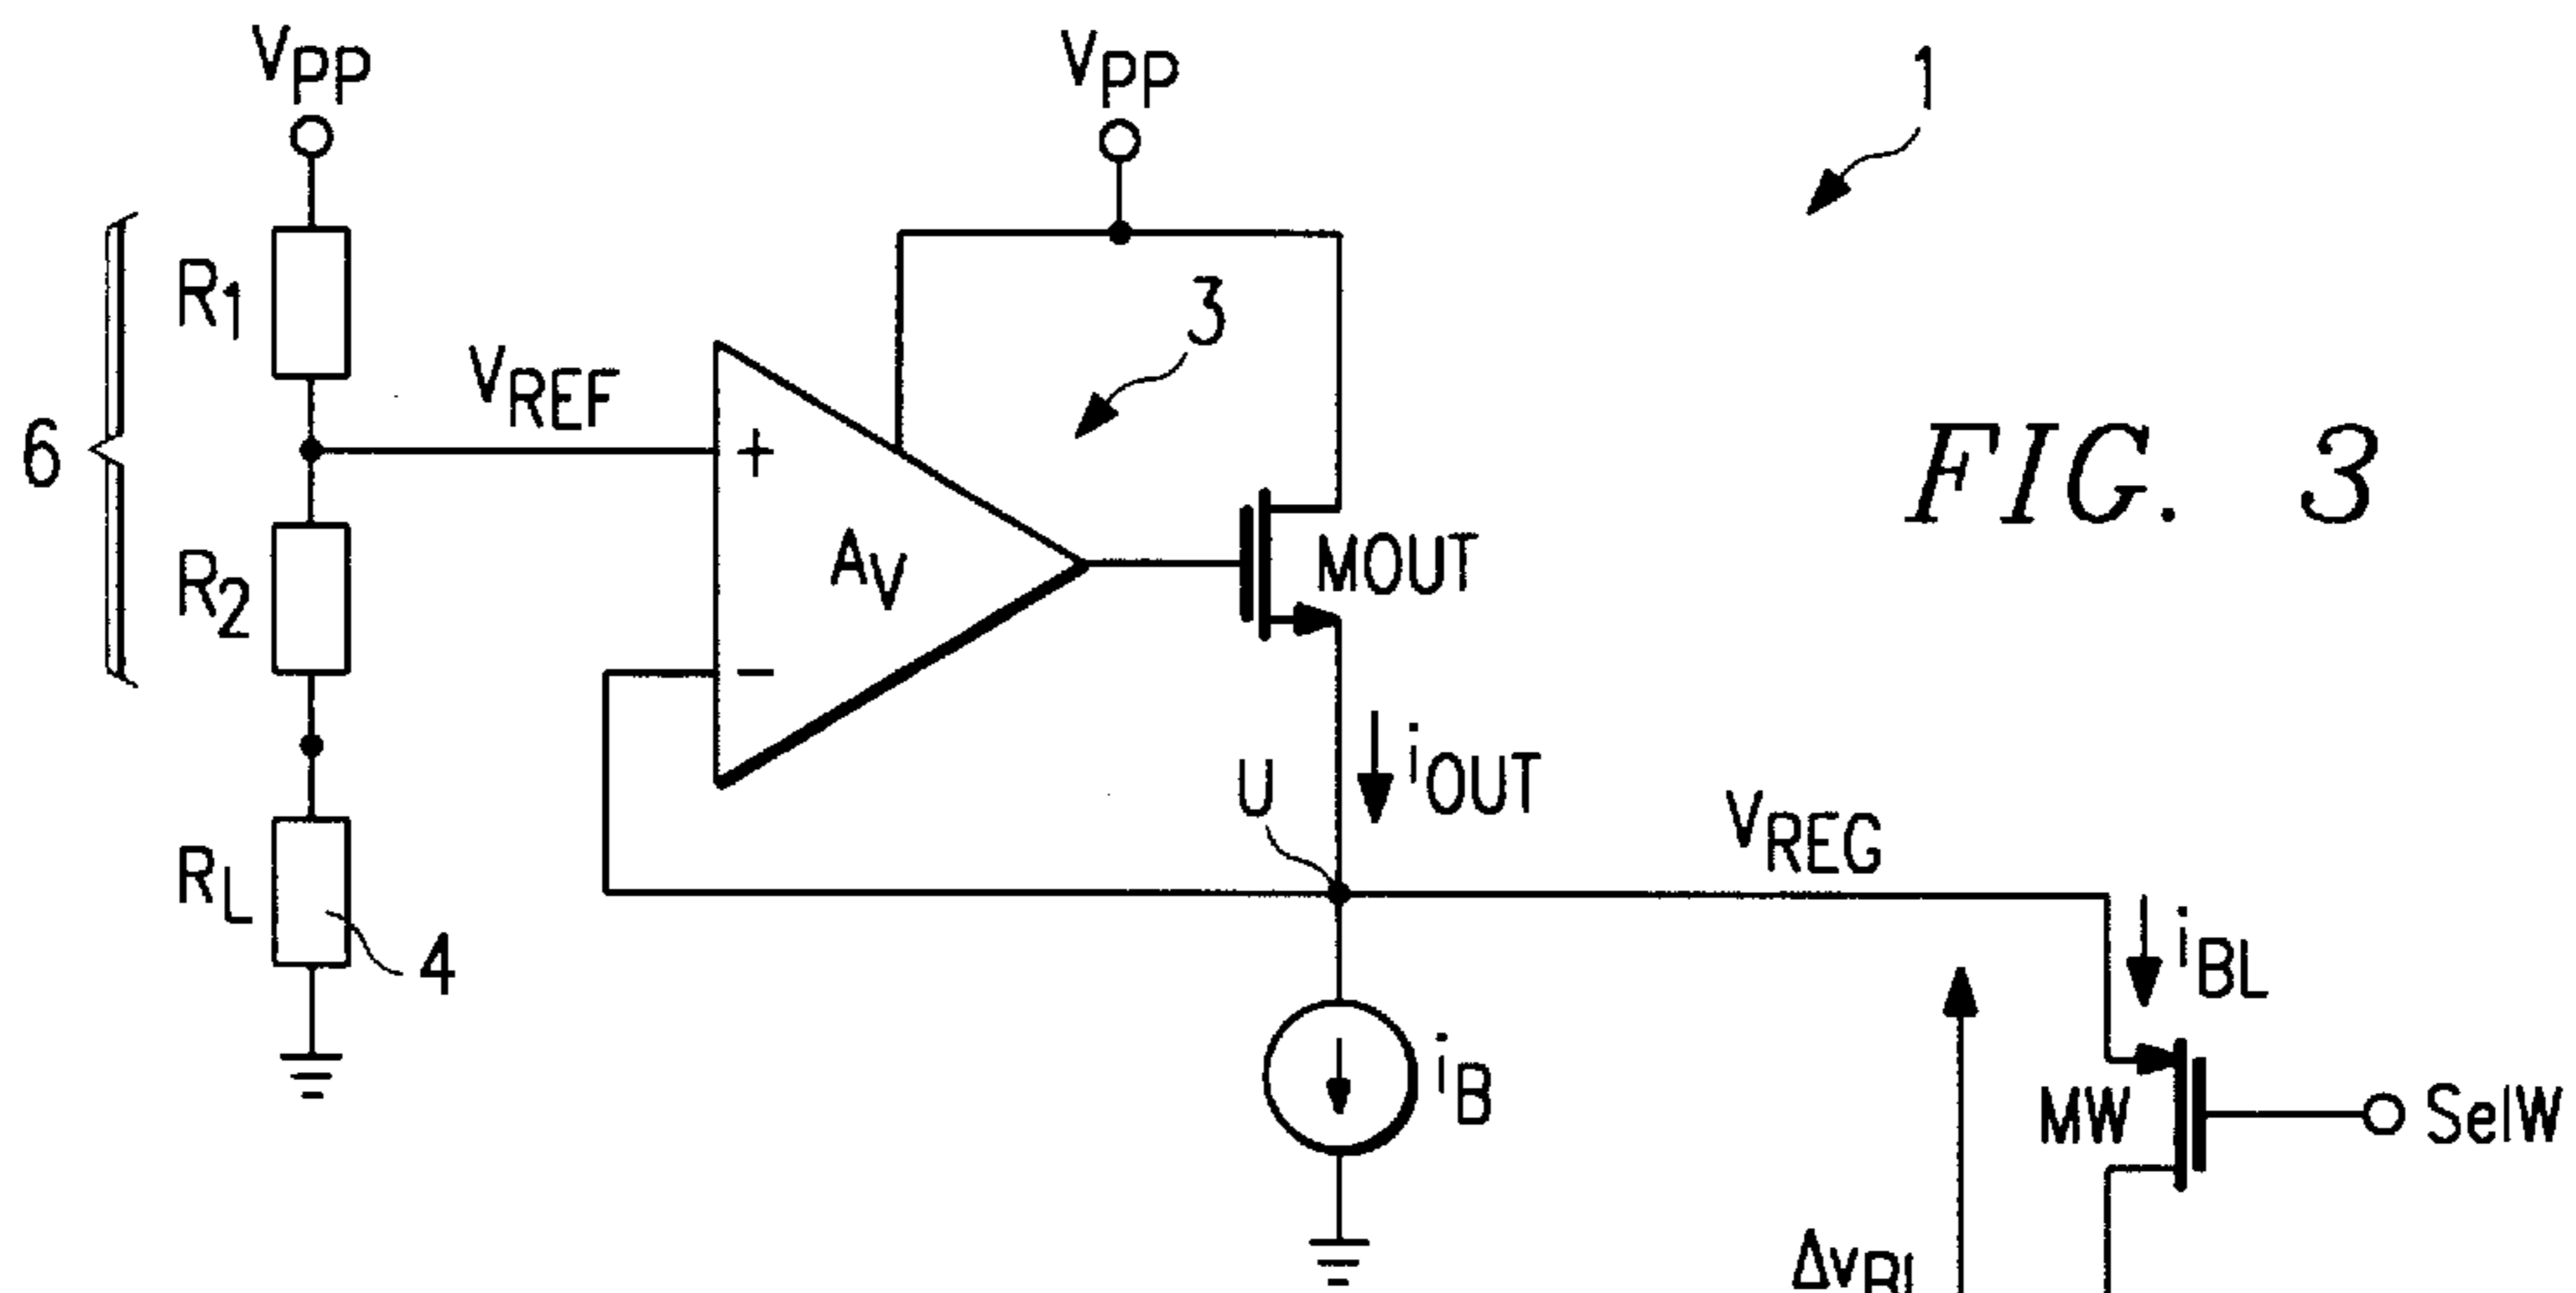 VPP
VPP
1
R1
3
VREF
6
+
FIG. 3
AV
MOUT
R2
−
iOUT
U
VREG
RL
4
iBL
iB
MW
SelW